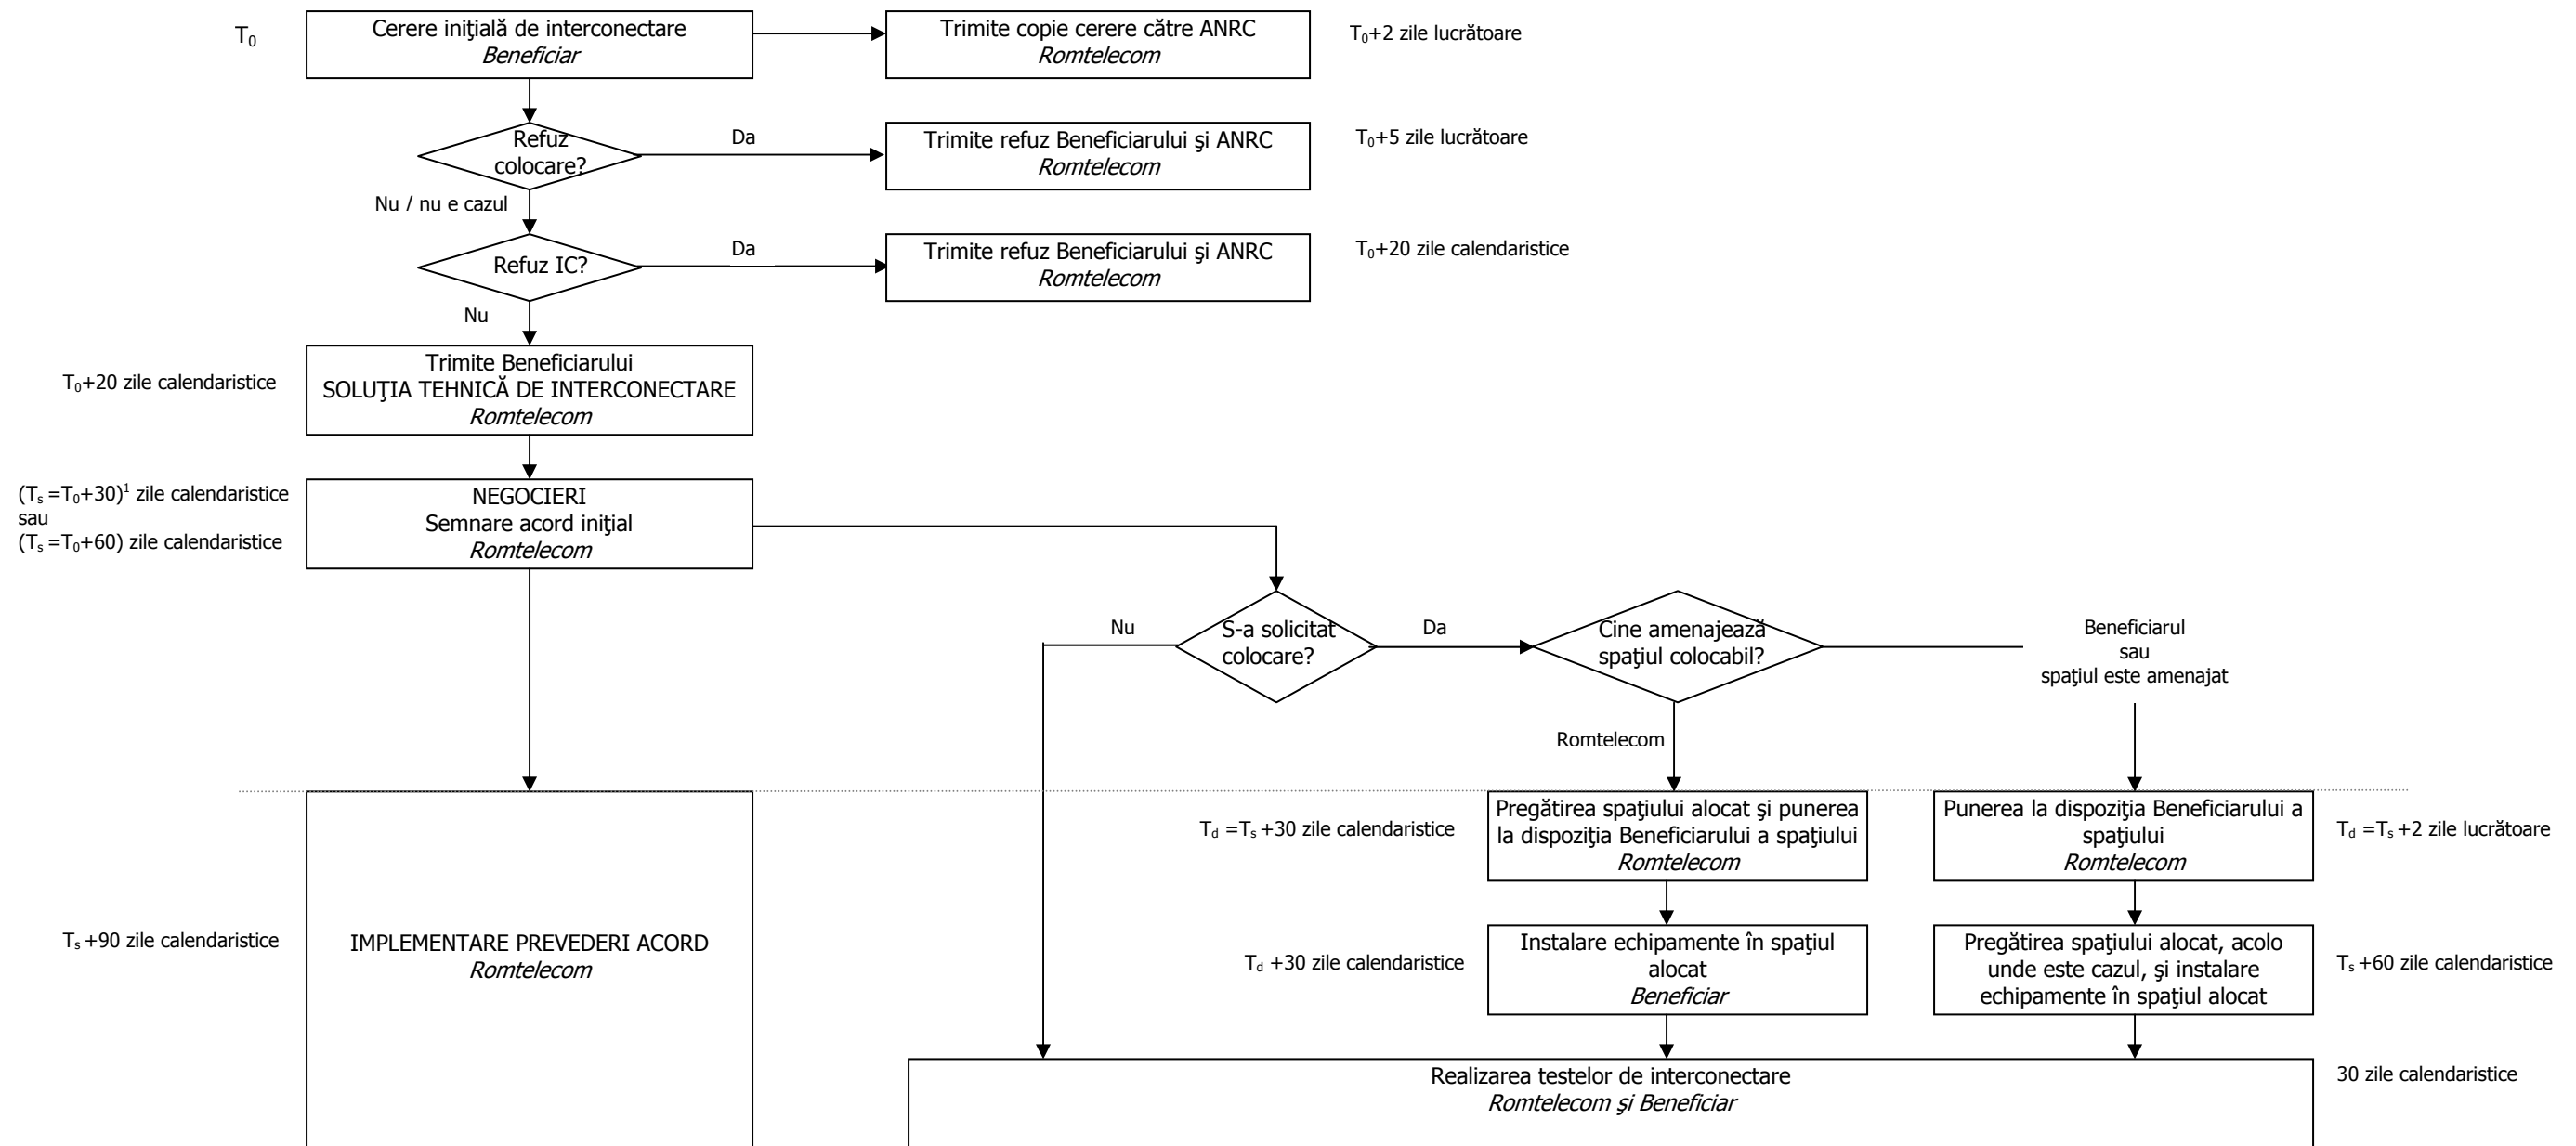 T₀
Cerere iniţială de interconectare
Beneficiar
Trimite copie cerere către ANRC
Romtelecom
T₀+2 zile lucrătoare
Refuz
colocare?
Da
Trimite refuz Beneficiarului şi ANRC
Romtelecom
T₀+5 zile lucrătoare
Nu / nu e cazul
Refuz IC?
Da
Trimite refuz Beneficiarului şi ANRC
Romtelecom
T₀+20 zile calendaristice
Nu
T₀+20 zile calendaristice
Trimite Beneficiarului
SOLUŢIA TEHNICĂ DE INTERCONECTARE
Romtelecom
(Tₛ =T₀+30)¹ zile calendaristice
sau
(Tₛ =T₀+60) zile calendaristice
NEGOCIERI
Semnare acord iniţial
Romtelecom
Nu
S-a solicitat
colocare?
Da
Cine amenajează
spaţiul colocabil?
Beneficiarul
sau
spaţiul este amenajat
Romtelecom
T_d =Tₛ +30 zile calendaristice
Pregătirea spaţiului alocat şi punerea
la dispoziţia Beneficiarului a spaţiului
Romtelecom
Punerea la dispoziţia Beneficiarului a
spaţiului
Romtelecom
T_d =Tₛ +2 zile lucrătoare
Tₛ +90 zile calendaristice
IMPLEMENTARE PREVEDERI ACORD
Romtelecom
T_d +30 zile calendaristice
Instalare echipamente în spaţiul
alocat
Beneficiar
Pregătirea spaţiului alocat, acolo
unde este cazul, şi instalare
echipamente în spaţiul alocat
Tₛ +60 zile calendaristice
Realizarea testelor de interconectare
Romtelecom şi Beneficiar
30 zile calendaristice